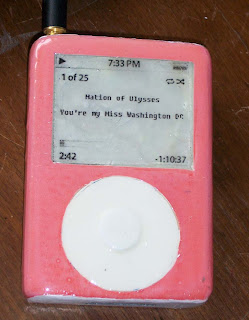 7:33 PM
1 of 25
Nation of Ulysses
You're my Miss Washington DC
2:42 -1:10:37